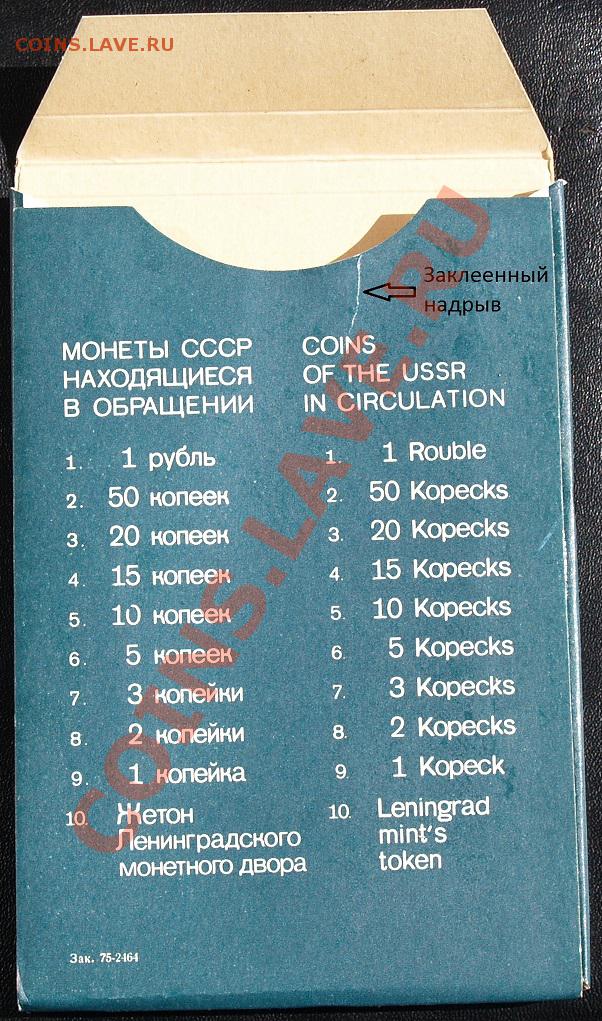 COINS.LAVE.RU
Заклеенный
надрыв
МОНЕТЫ СССР
НАХОДЯЩИЕСЯ
В ОБРАЩЕНИИ
1. 1 рубль
2. 50 копеек
3. 20 копеек
4. 15 копеек
5. 10 копеек
6. 5 копеек
7. 3 копейки
8. 2 копейки
9. 1 копейка
10. Жетон
Ленинградского
монетного двора
COINS
OF THE USSR
IN CIRCULATION
1. 1 Rouble
2. 50 Kopecks
3. 20 Kopecks
4. 15 Kopecks
5. 10 Kopecks
6. 5 Kopecks
7. 3 Kopecks
8. 2 Kopecks
9. 1 Kopeck
10. Leningrad
mint's
token
Зак. 75-2464
COINS.LAVE.RU